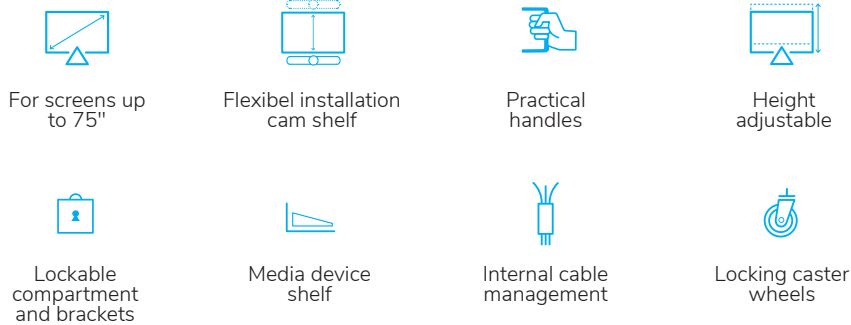 For screens up
to 75"
Flexibel installation
cam shelf
Practical
handles
Height
adjustable
Lockable
compartment
and brackets
Media device
shelf
Internal cable
management
Locking caster
wheels